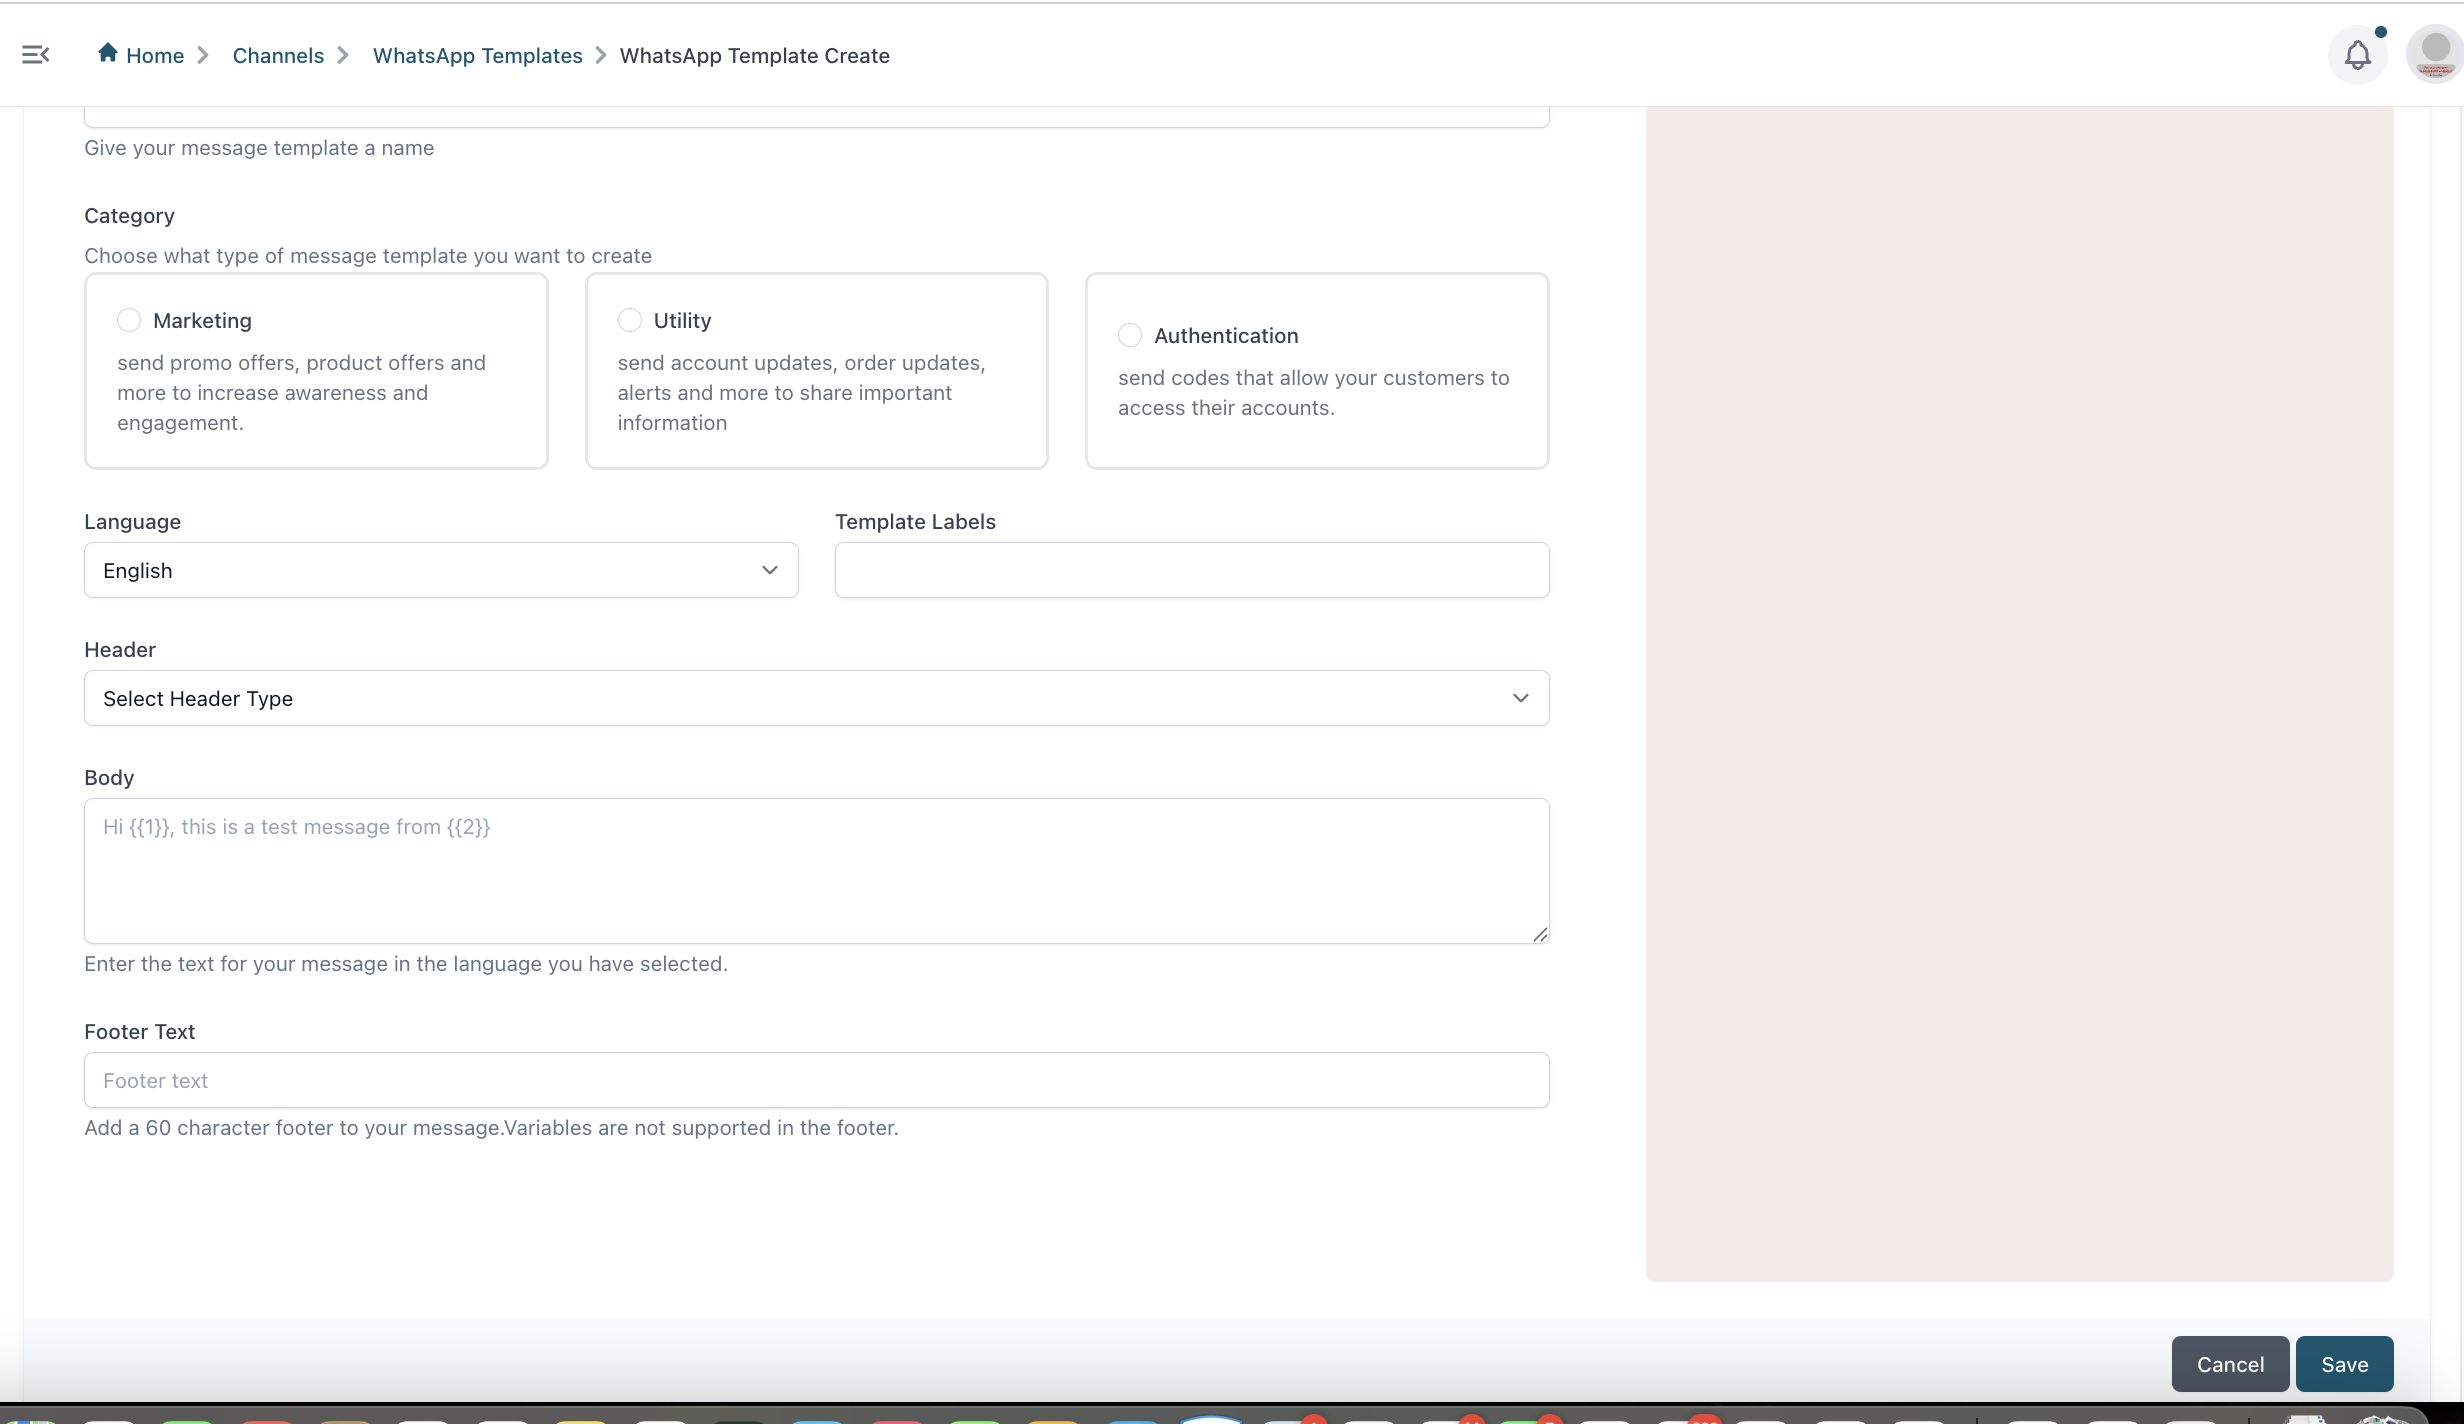 Home Channels WhatsApp Templates WhatsApp Template Create
Give your message template a name
Category
Choose what type of message template you want to create
Marketing
send promo offers, product offers and
more to increase awareness and
engagement.
Utility
send account updates, order updates,
alerts and more to share important
information
Authentication
send codes that allow your customers to
access their accounts.
Language
English
Template Labels
Header
Select Header Type
Body
Hi {{1}}, this is a test message from {{2}}
Enter the text for your message in the language you have selected.
Footer Text
Footer text
Add a 60 character footer to your message.Variables are not supported in the footer.
Cancel Save